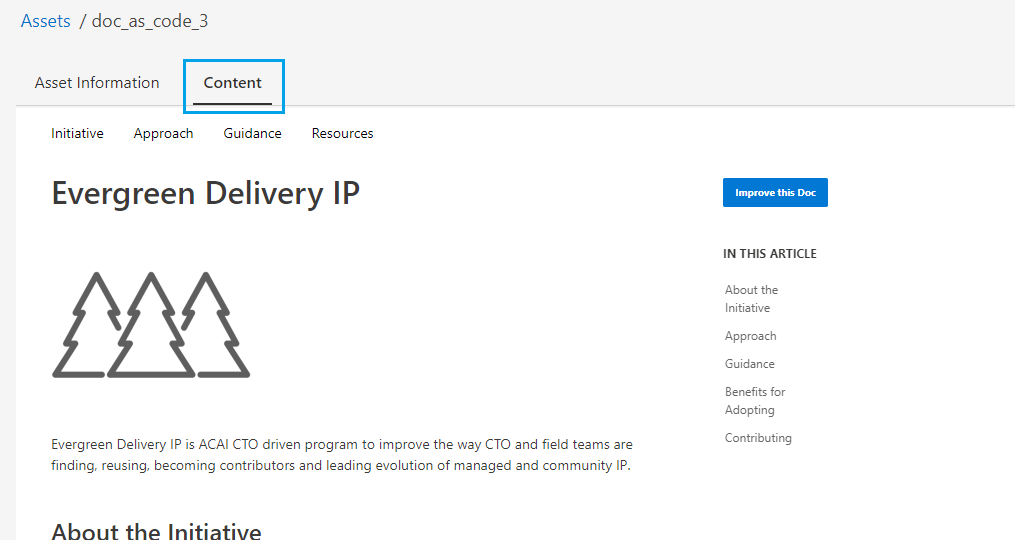 Assets / doc_as_code_3
Asset Information
Content
Initiative
Approach
Guidance
Resources
Evergreen Delivery IP
Improve this Doc
IN THIS ARTICLE
About the
Initiative
Approach
Guidance
Benefits for
Adopting
Contributing
Evergreen Delivery IP is ACAI CTO driven program to improve the way CTO and field teams are
finding, reusing, becoming contributors and leading evolution of managed and community IP.
About the Initiative